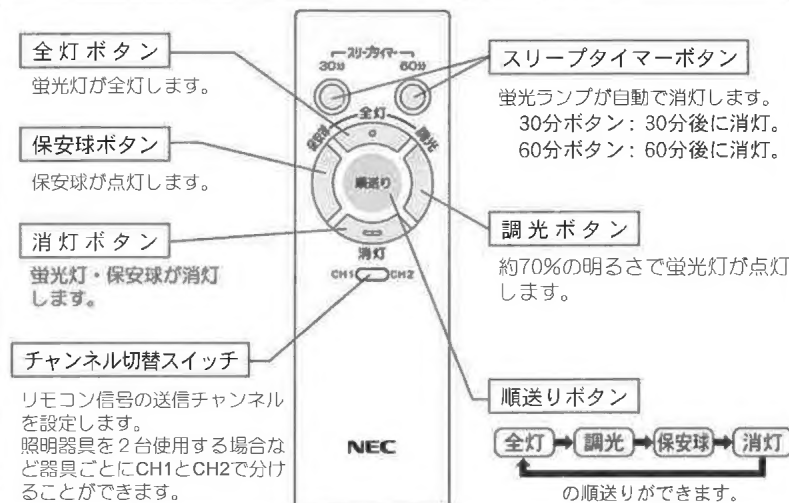 全灯ボタン
蛍光灯が全灯します。
保安球ボタン
保安球が点灯します。
消灯ボタン
蛍光灯・保安球が消灯
します。
チャンネル切替スイッチ
リモコン信号の送信チャンネル
を設定します。
照明器具を2台使用する場合な
ど器具ごとにCH1とCH2で分け
ることができます。
スリープタイマー
30分 60分
全灯
保安球
調光
順送り
消灯
CH1 CH2
NEC
スリープタイマーボタン
蛍光ランプが自動で消灯します。
30分ボタン：30分後に消灯。
60分ボタン：60分後に消灯。
調光ボタン
約70%の明るさで蛍光灯が点灯
します。
順送りボタン
全灯 調光 保安球 消灯
の順送りができます。